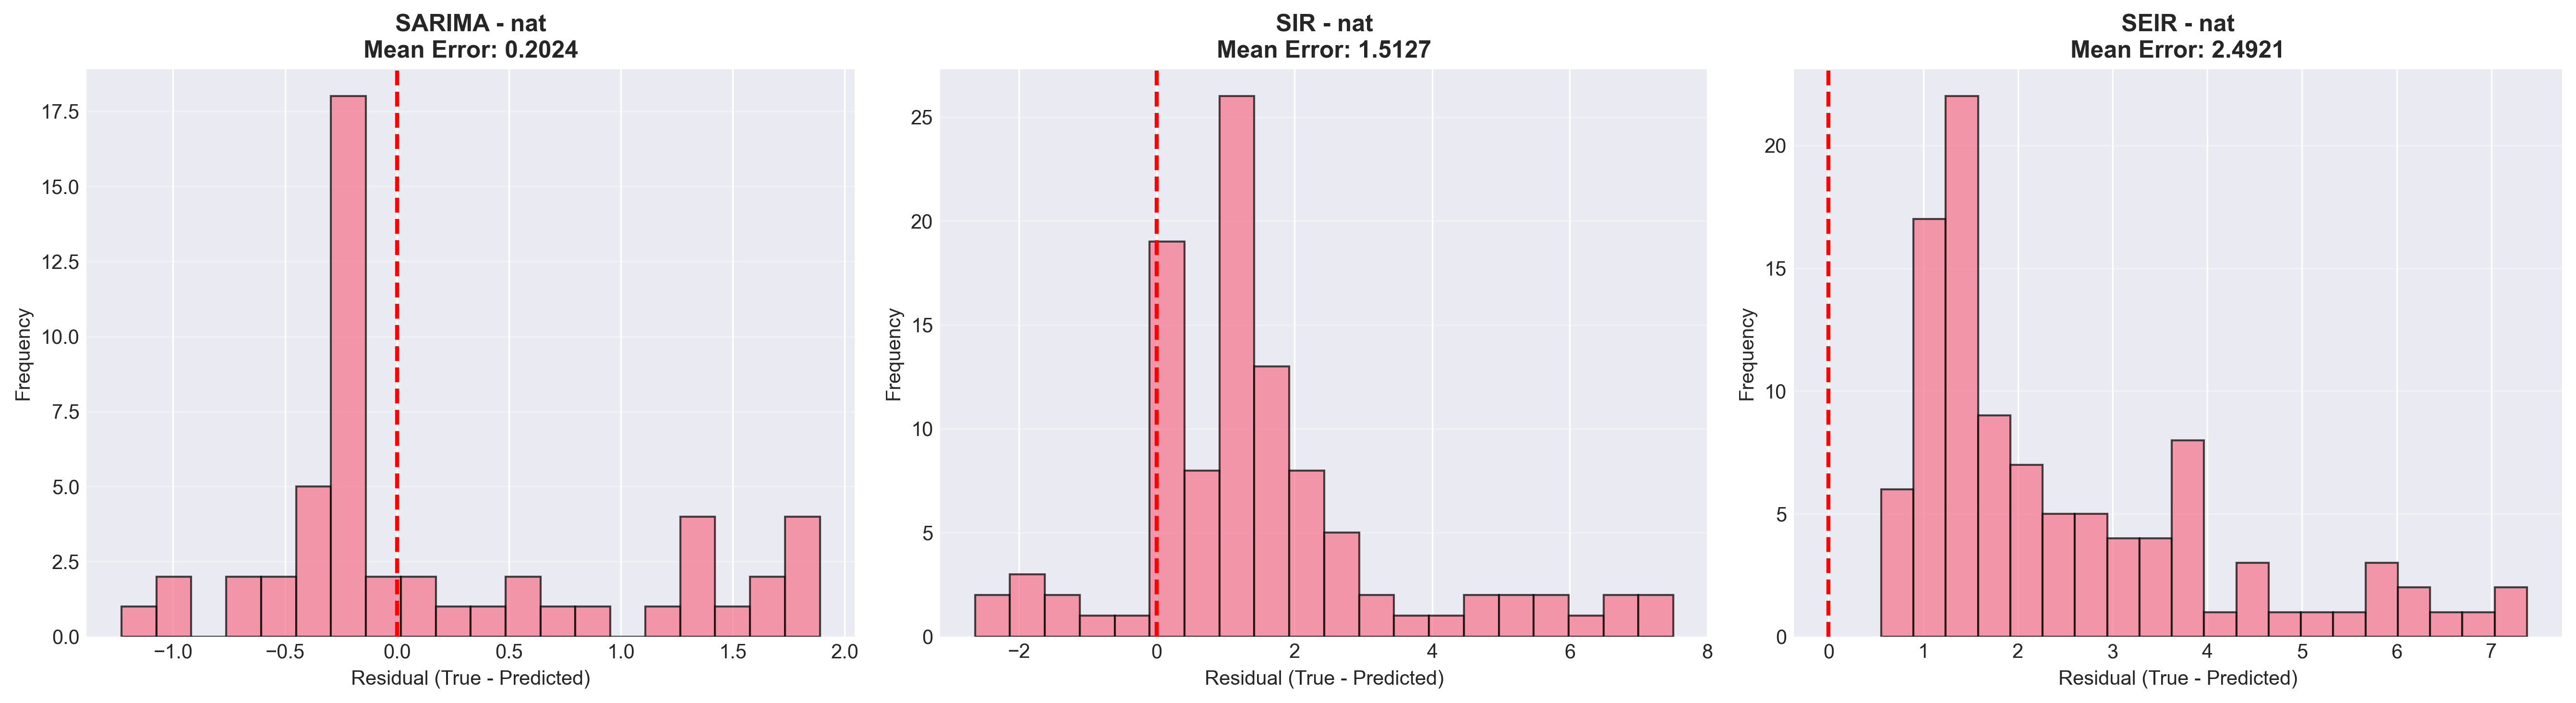 SARIMA - nat
Mean Error: 0.2024
17.5
15.0
12.5
10.0
7.5
5.0
2.5
0.0
Frequency
−1.0 −0.5 0.0 0.5 1.0 1.5 2.0
Residual (True - Predicted)
SIR - nat
Mean Error: 1.5127
25
20
15
10
5
0
Frequency
−2 0 2 4 6 8
Residual (True - Predicted)
SEIR - nat
Mean Error: 2.4921
20
15
10
5
0
Frequency
0 1 2 3 4 5 6 7
Residual (True - Predicted)